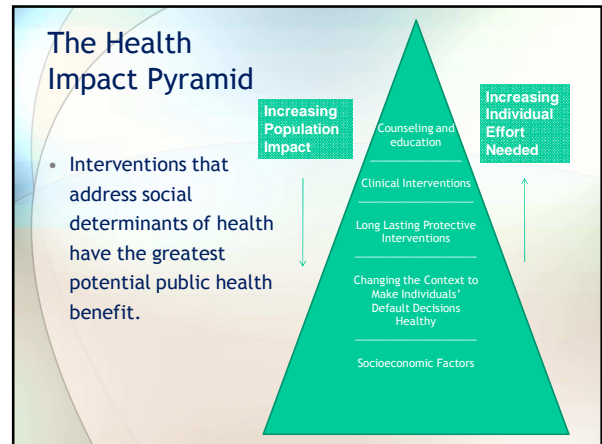 The Health
Impact Pyramid
• Interventions that
address social
determinants of health
have the greatest
potential public health
benefit.
Increasing
Population
Impact
Increasing
Individual
Effort
Needed
Counseling and
education
Clinical Interventions
Long Lasting Protective
Interventions
Changing the Context to
Make Individuals’
Default Decisions
Healthy
Socioeconomic Factors